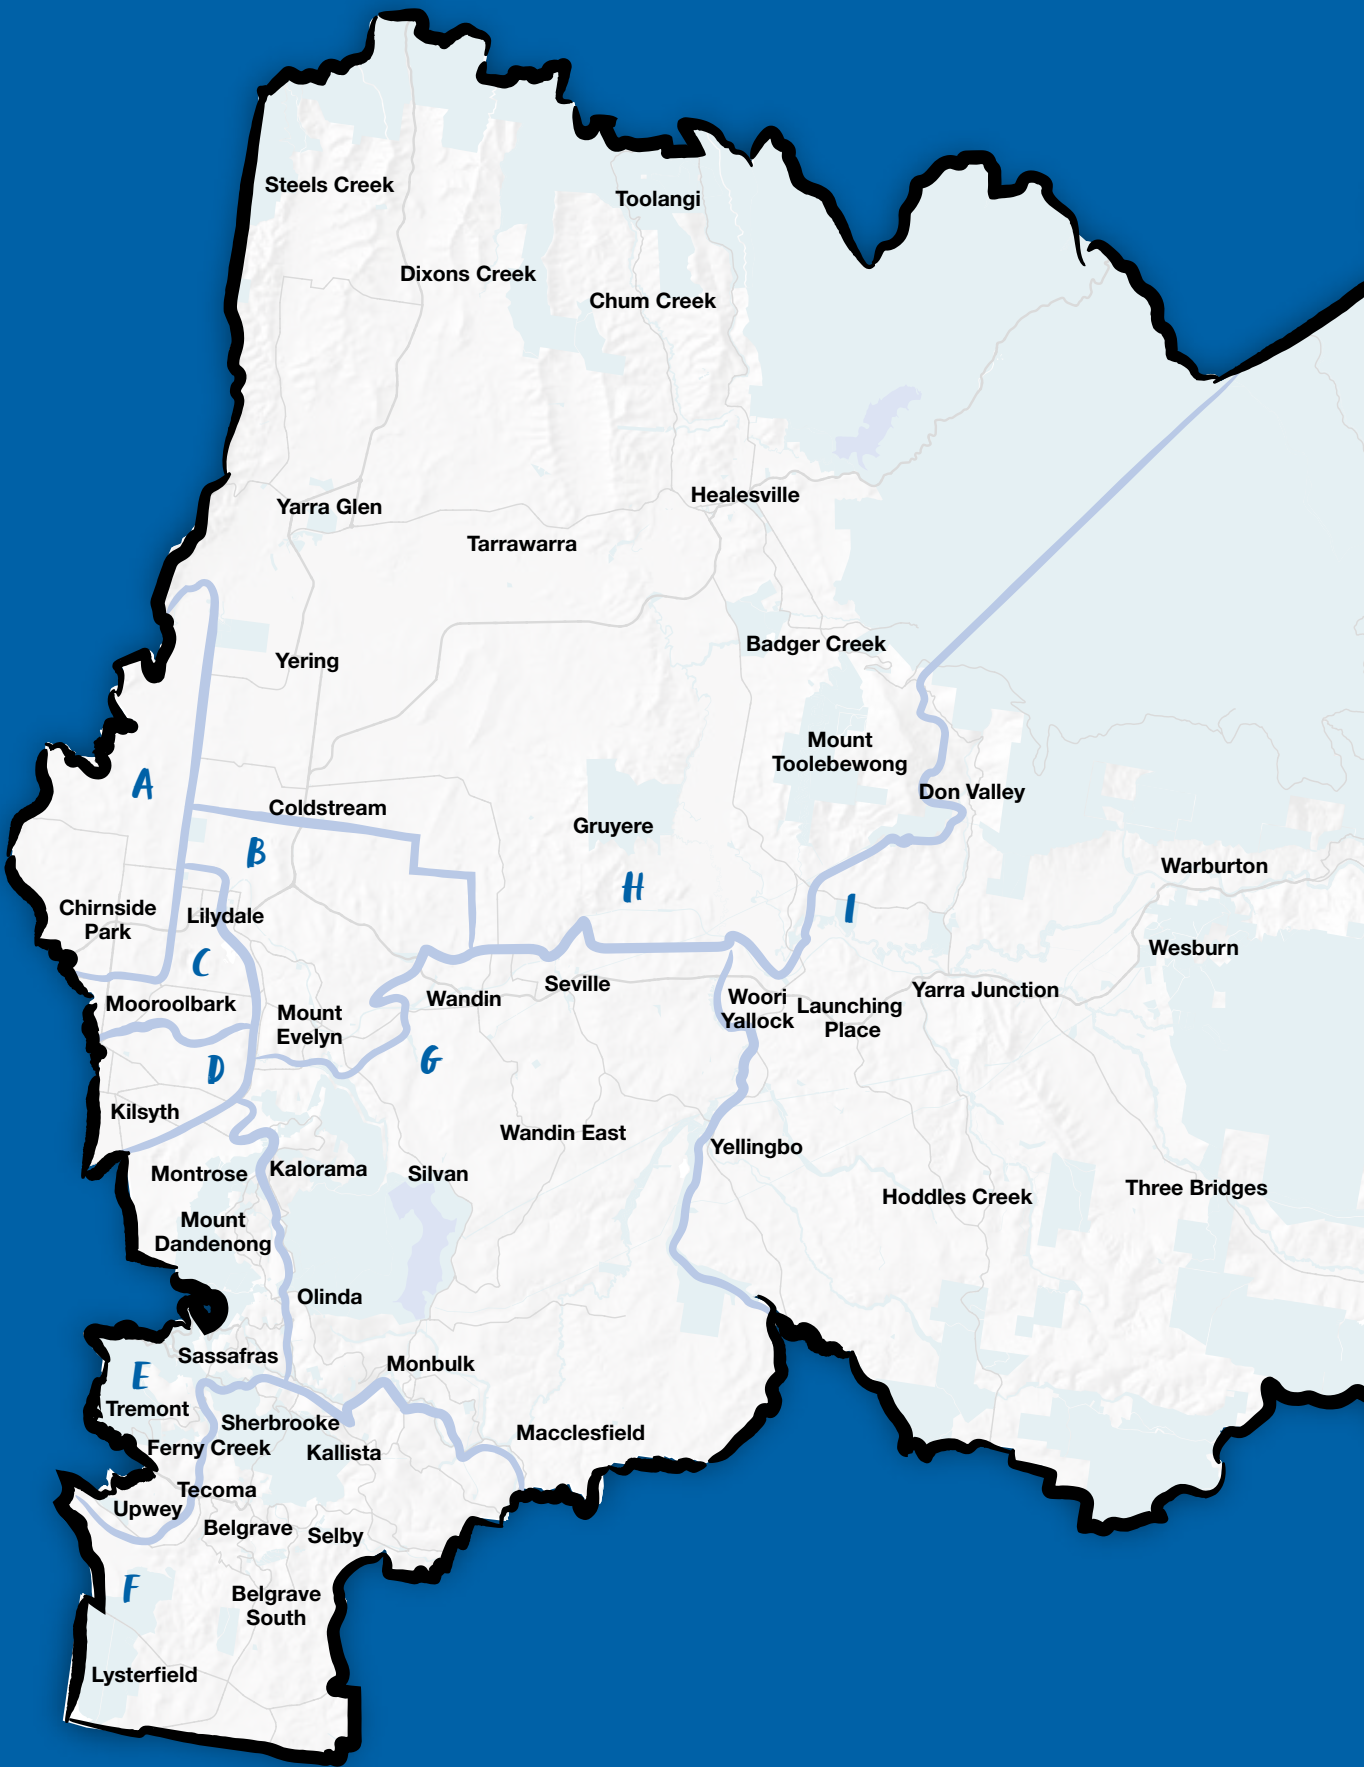 Steels Creek
Toolangi
Dixons Creek
Chum Creek
Healesville
Yarra Glen
Tarrawarra
Badger Creek
Yering
Mount
Toolebewong
A
Don Valley
Coldstream
Gruyere
B
Warburton
H
Chirnside
Park
I
Lilydale
Wesburn
C
Seville
Yarra Junction
Wandin
Woori
Yallock
Launching
Place
Mooroolbark
Mount
Evelyn
G
D
Kilsyth
Wandin East
Yellingbo
Kalorama
Montrose
Silvan
Three Bridges
Hoddles Creek
Mount
Dandenong
Olinda
Sassafras
Monbulk
E
Tremont
Sherbrooke
Macclesfield
Ferny Creek
Kallista
Tecoma
Upwey
Belgrave
Selby
F
Belgrave
South
Lysterfield